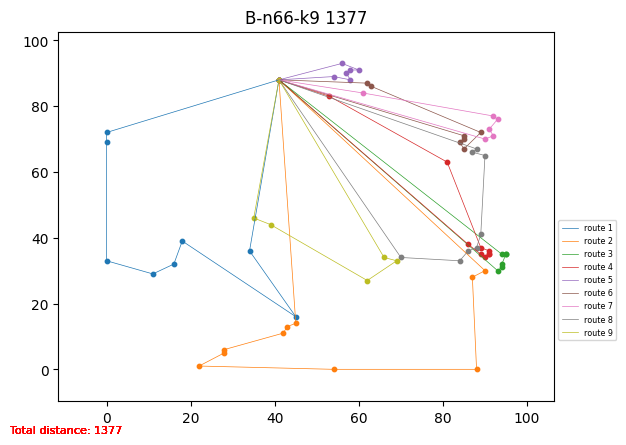 B-n66-k9 1377
100
80
60
40
20
0
0 20 40 60 80 100
route 1
route 2
route 3
route 4
route 5
route 6
route 7
route 8
route 9
Total distance: 1377